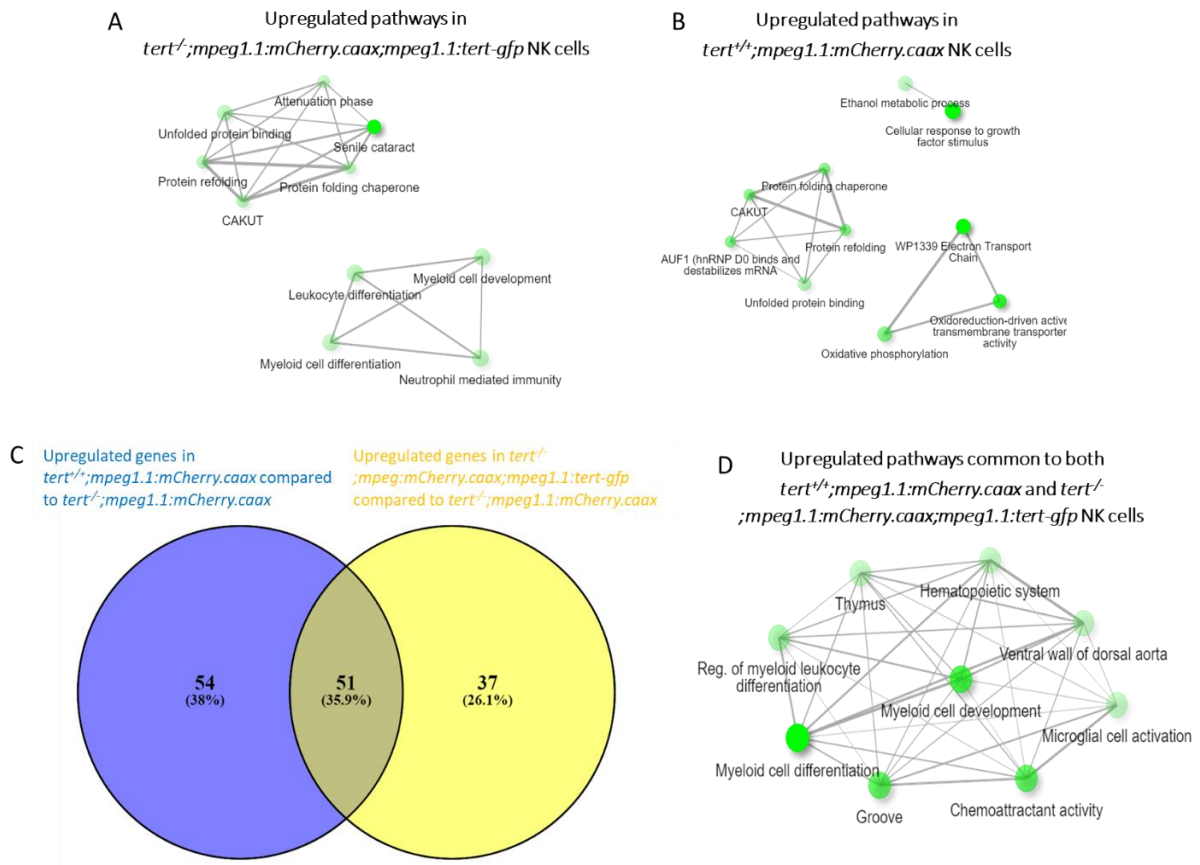 A
Upregulated pathways in
tert-/-;mpeg1.1:mCherry.caax;mpeg1.1:tert-gfp NK cells
Attenuation phase
Unfolded protein binding
Senile cataract
Protein refolding
Protein folding chaperone
CAKUT
Myeloid cell development
Leukocyte differentiation
Myeloid cell differentiation
Neutrophil mediated immunity
B
Upregulated pathways in
tert+/+;mpeg1.1:mCherry.caax NK cells
Ethanol metabolic process
Cellular response to growth
factor stimulus
Protein folding chaperone
CAKUT
Protein refolding
AUF1 (hnRNP D0 binds and
destabilizes mRNA
Unfolded protein binding
WP1339 Electron Transport
Chain
Oxidoreduction-driven active
transmembrane transporter
activity
Oxidative phosphorylation
C
Upregulated genes in
tert+/+;mpeg1.1:mCherry.caax compared
to tert-/-;mpeg1.1:mCherry.caax
Upregulated genes in tert-/-
;mpeg:mCherry.caax;mpeg1.1:tert-gfp
compared to tert-/-;mpeg1.1:mCherry.caax
54
(38%)
51
(35.9%)
37
(26.1%)
D
Upregulated pathways common to both
tert+/+;mpeg1.1:mCherry.caax and tert-/-
;mpeg1.1:mCherry.caax;mpeg1.1:tert-gfp NK cells
Hematopoietic system
Thymus
Ventral wall of dorsal aorta
Reg. of myeloid leukocyte
differentiation
Myeloid cell development
Microglial cell activation
Myeloid cell differentiation
Chemoattractant activity
Groove